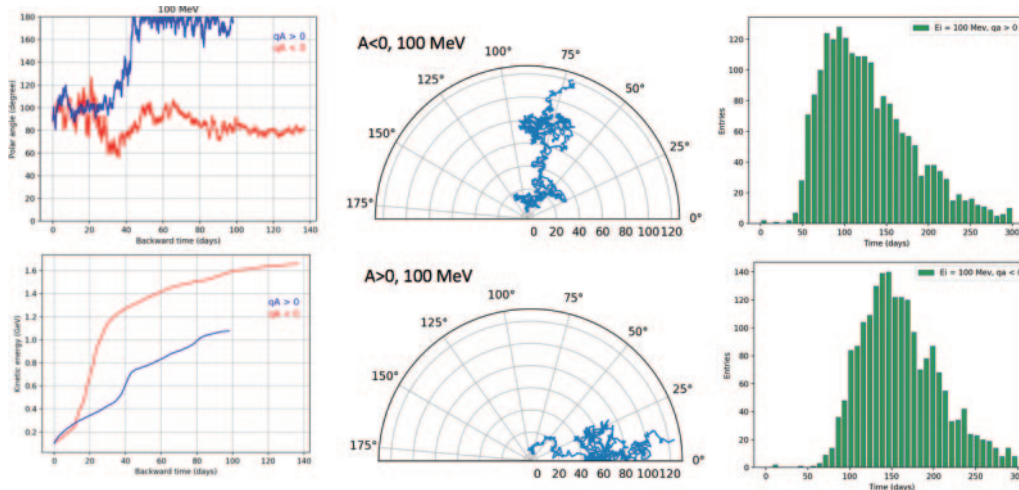 100 MeV
180
160
140
120
100
80
60
40
20
0
Polar angle (degree)
qA > 0
qA < 0
0 20 40 60 80 100 120 140
Backward time (days)
1.6
1.4
1.2
1.0
0.8
0.6
0.4
0.2
Kinetic energy (GeV)
qA > 0
qA < 0
0 20 40 60 80 100 120 140
Backward time (days)
A<0, 100 MeV
100° 75°
125° 50°
150° 25°
175° 0°
0 20 40 60 80 100 120
A>0, 100 MeV
100° 75°
125° 50°
150° 25°
175° 0°
0 20 40 60 80 100 120
Ei = 100 Mev, qa > 0
120
100
80
60
40
20
0
Entries
0 50 100 150 200 250 300
Time (days)
Ei = 100 Mev, qa < 0
140
120
100
80
60
40
20
0
Entries
0 50 100 150 200 250 300
Time (days)